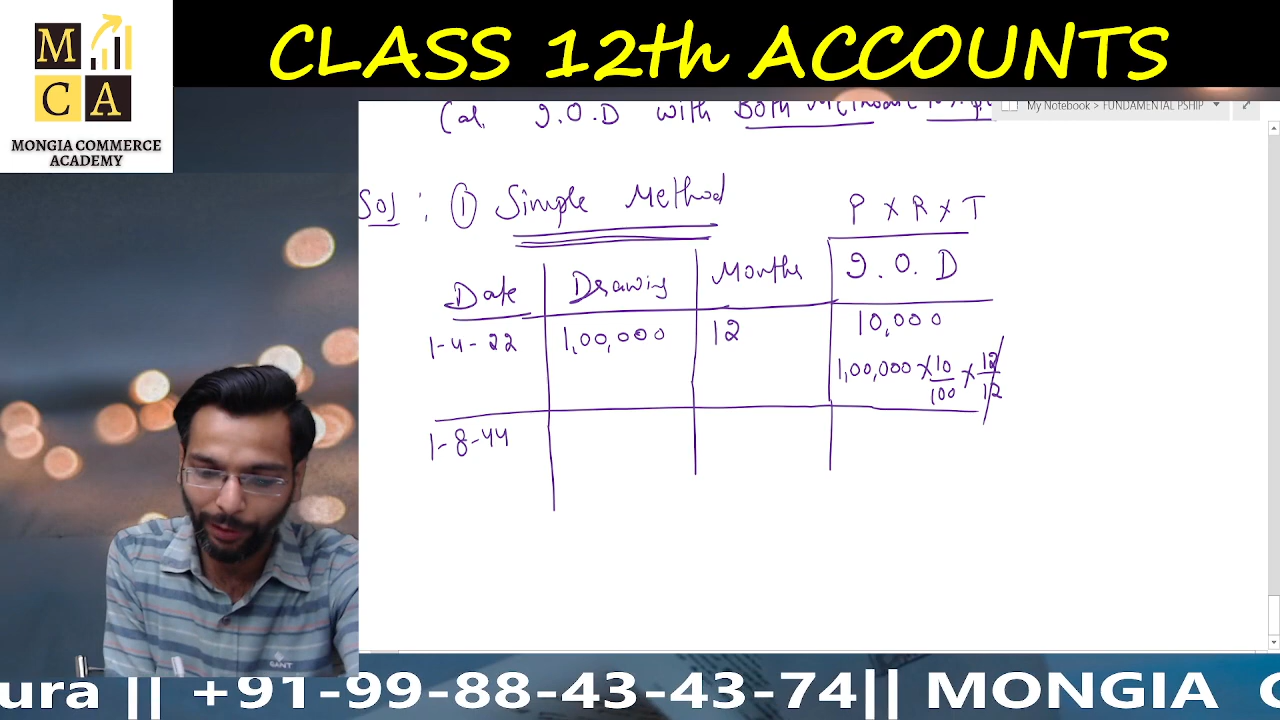 M
C A
MONGIA COMMERCE
ACADEMY
CLASS 12th ACCOUNTS
My Notebook > FUNDAMENTAL PSHIP
Cal. I.O.D with Both
Sol : ① Simple Method
P x R x T
Date Drawing Months I.O.D
1-4-22 1,00,000 12 10,000
1,00,000 x 10/100 x 12/12
1-8-44
GANT
ura || +91-99-88-43-43-74|| MONGIA C